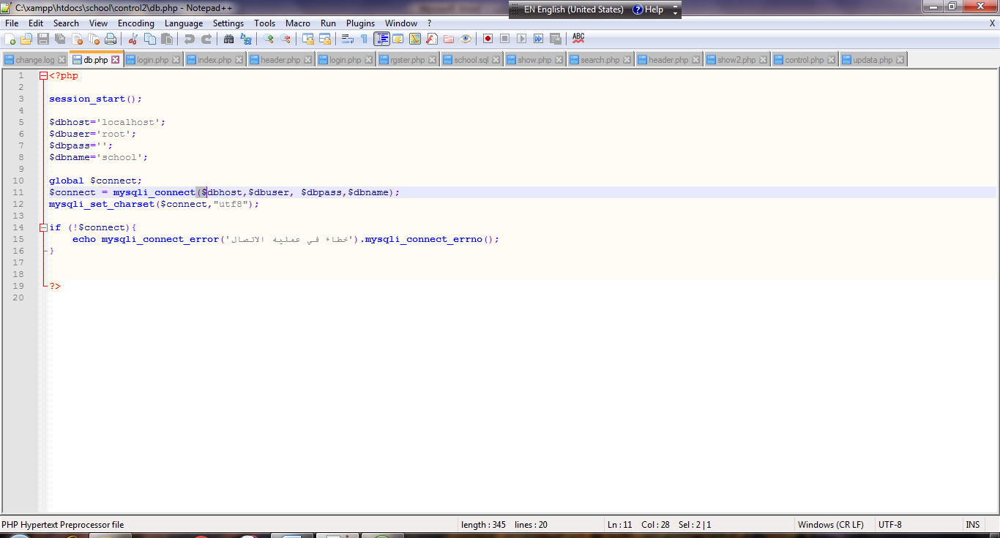 C:\xampp\htdocs\school\control2\db.php - Notepad++
EN English (United States) Help
File Edit Search View Encoding Language Settings Tools Macro Run Plugins Window ? X
ABC
change.log db.php login.php index.php header.php login.php rgster.php school.sql show.php search.php header.php show2.php control.php updata.php
1 <?php
2
3 session_start();
4
5 $dbhost='localhost';
6 $dbuser='root';
7 $dbpass='';
8 $dbname='school';
9
10 global $connect;
11 $connect = mysqli_connect($dbhost,$dbuser, $dbpass,$dbname);
12 mysqli_set_charset($connect,"utf8");
13
14 if (!$connect){
15 echo mysqli_connect_error('خطاء في عمليه الاتصال').mysqli_connect_errno();
16 }
17
18
19 ?>
20
PHP Hypertext Preprocessor file length : 345 lines : 20 Ln : 11 Col : 28 Sel : 2 | 1 Windows (CR LF) UTF-8 INS